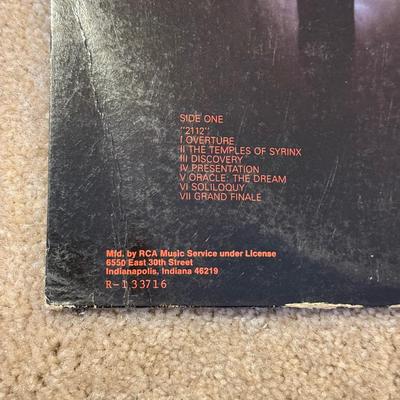 SIDE ONE
"2112"
I OVERTURE
II THE TEMPLES OF SYRINX
III DISCOVERY
IV PRESENTATION
V ORACLE: THE DREAM
VI SOLILOQUY
VII GRAND FINALE
Mfd. by RCA Music Service under License
6550 East 30th Street
Indianapolis, Indiana 46219
R-133716